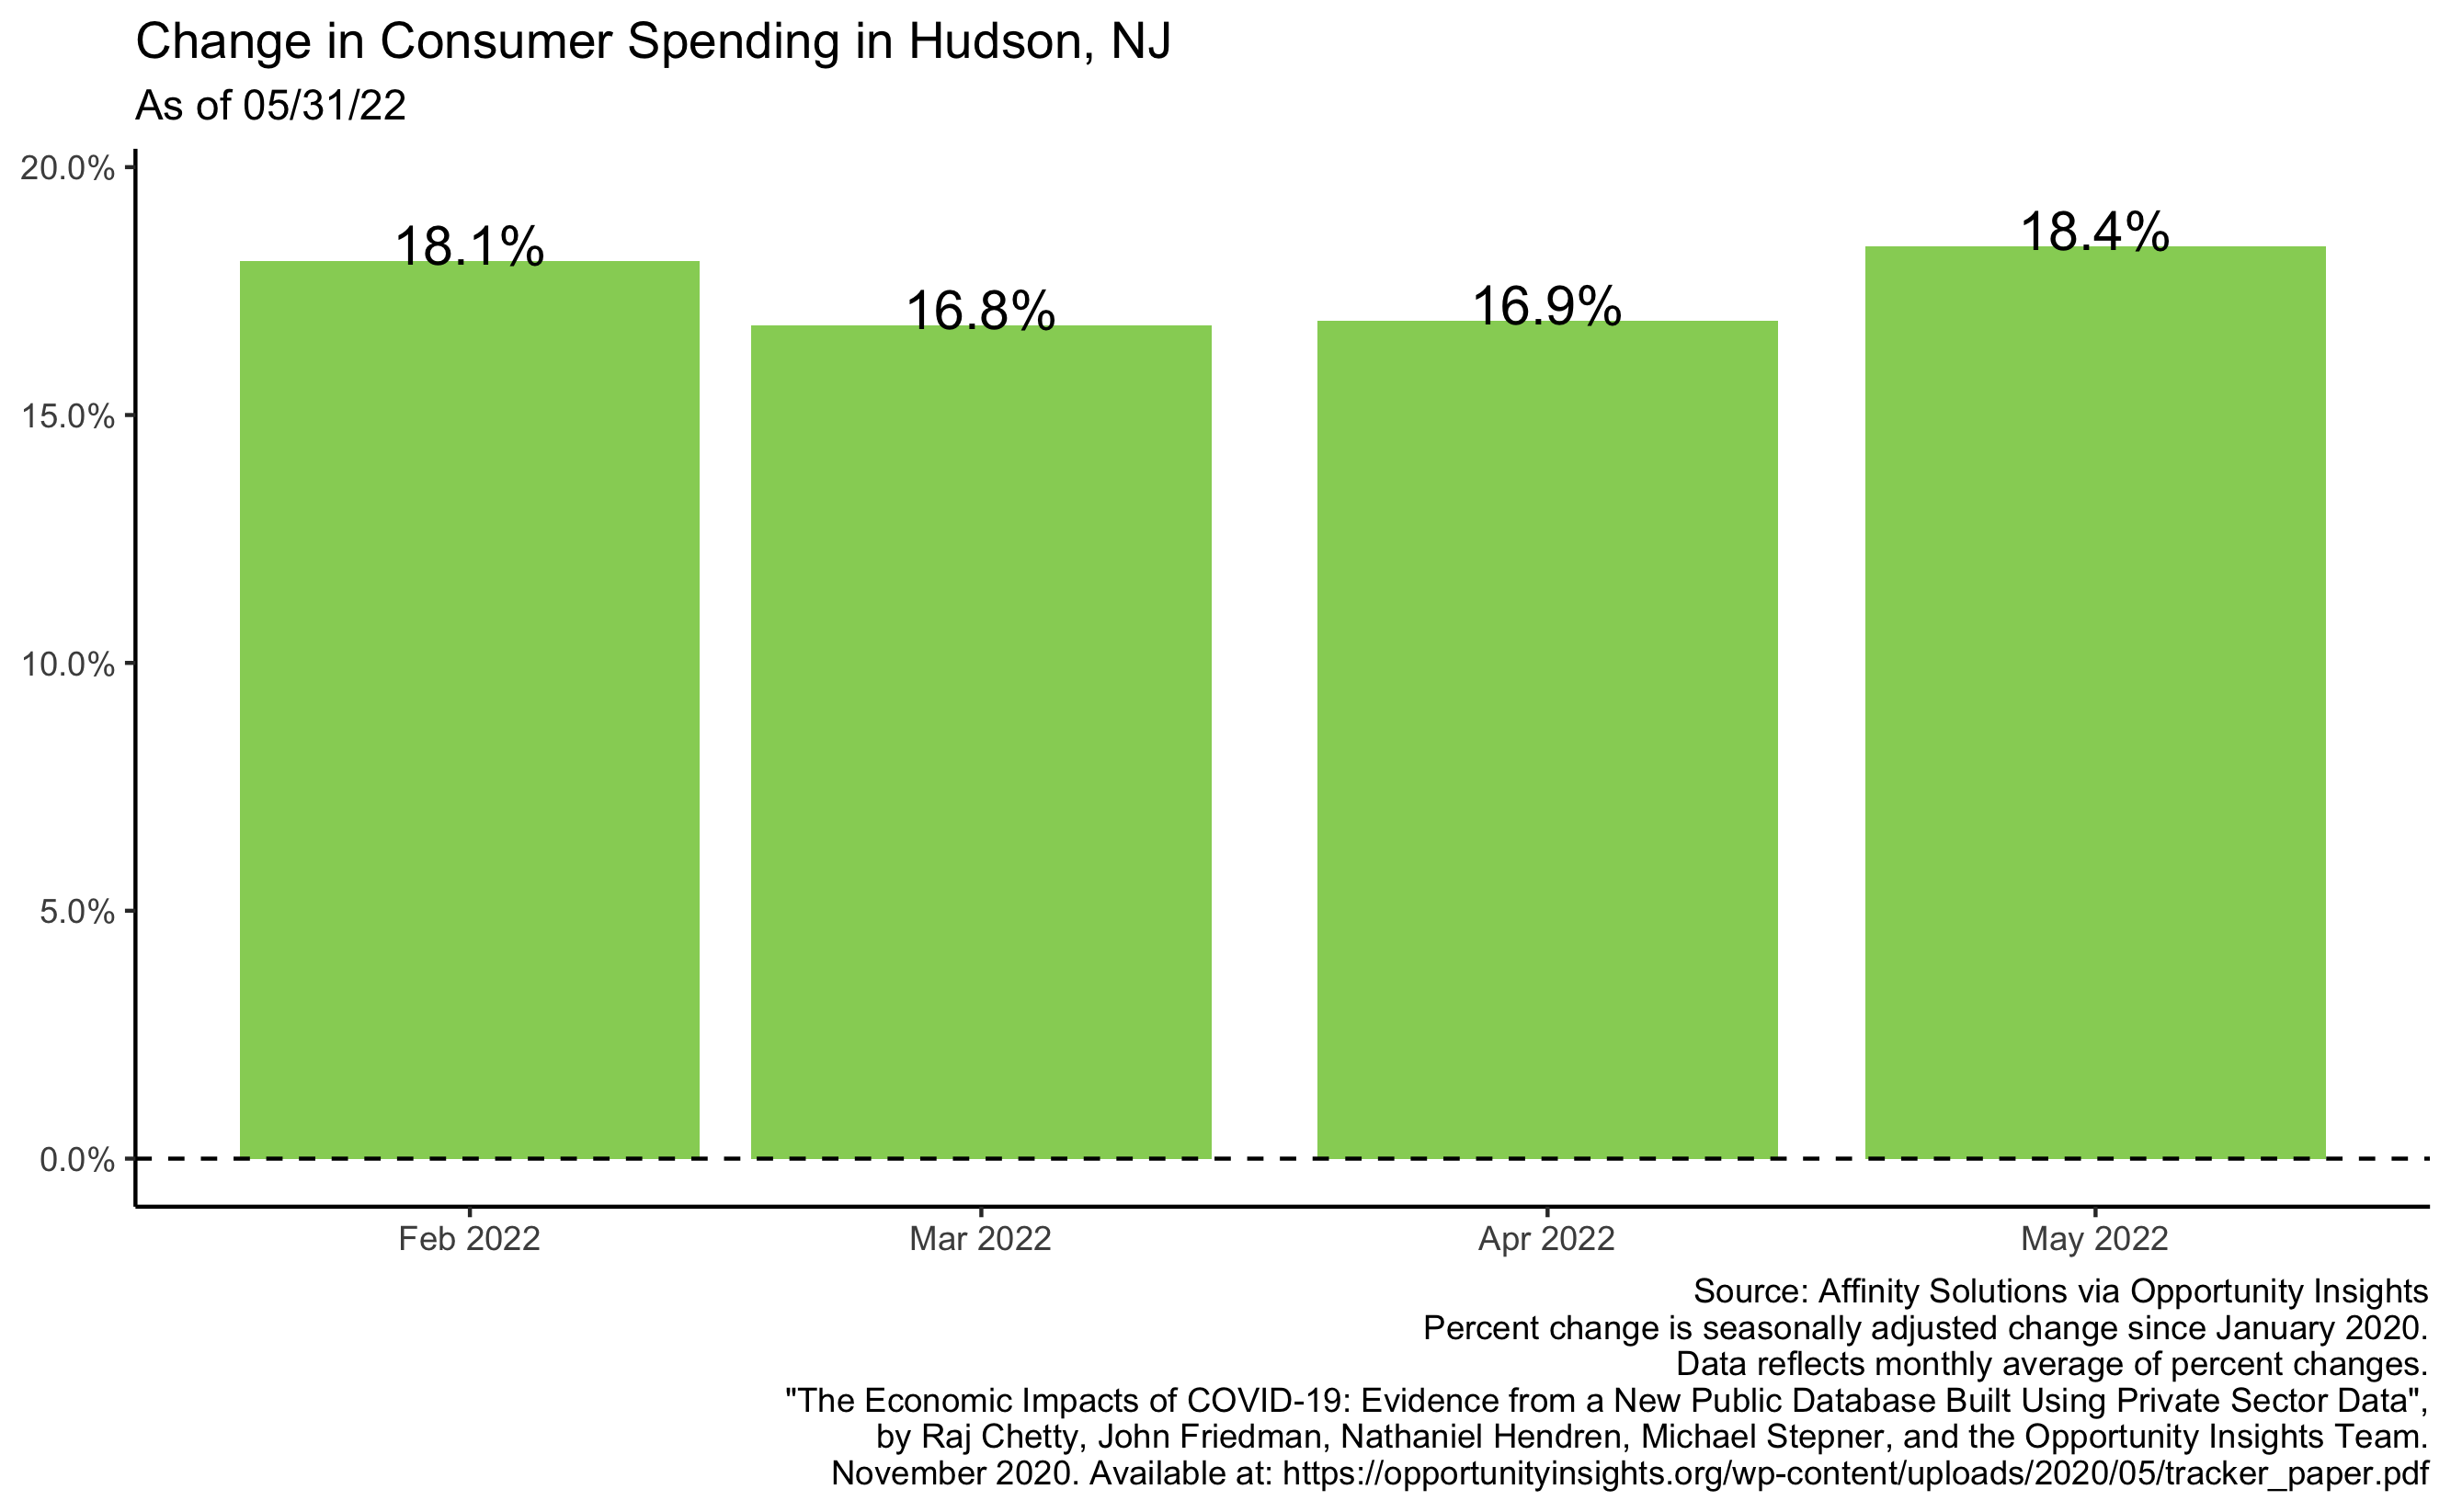 Change in Consumer Spending in Hudson, NJ
As of 05/31/22
20.0%
15.0%
10.0%
5.0%
0.0%
18.1%
16.8%
16.9%
18.4%
Feb 2022
Mar 2022
Apr 2022
May 2022
Source: Affinity Solutions via Opportunity Insights
Percent change is seasonally adjusted change since January 2020.
Data reflects monthly average of percent changes.
"The Economic Impacts of COVID-19: Evidence from a New Public Database Built Using Private Sector Data",
by Raj Chetty, John Friedman, Nathaniel Hendren, Michael Stepner, and the Opportunity Insights Team.
November 2020. Available at: https://opportunityinsights.org/wp-content/uploads/2020/05/tracker_paper.pdf